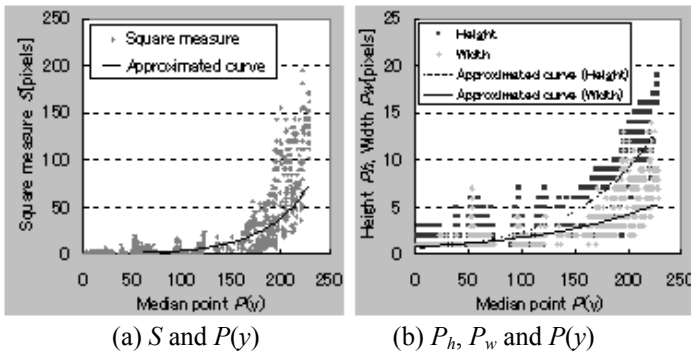 Square measure S[pixels]
250
200
150
100
50
0
Square measure
Approximated curve
0 50 100 150 200 250
Median point P(y)
(a) S and P(y)
Height Ph, Width Pw[pixels]
25
20
15
10
5
0
Height
Width
Approximated curve (Height)
Approximated curve (Width)
0 50 100 150 200 250
Median point P(y)
(b) Ph, Pw and P(y)